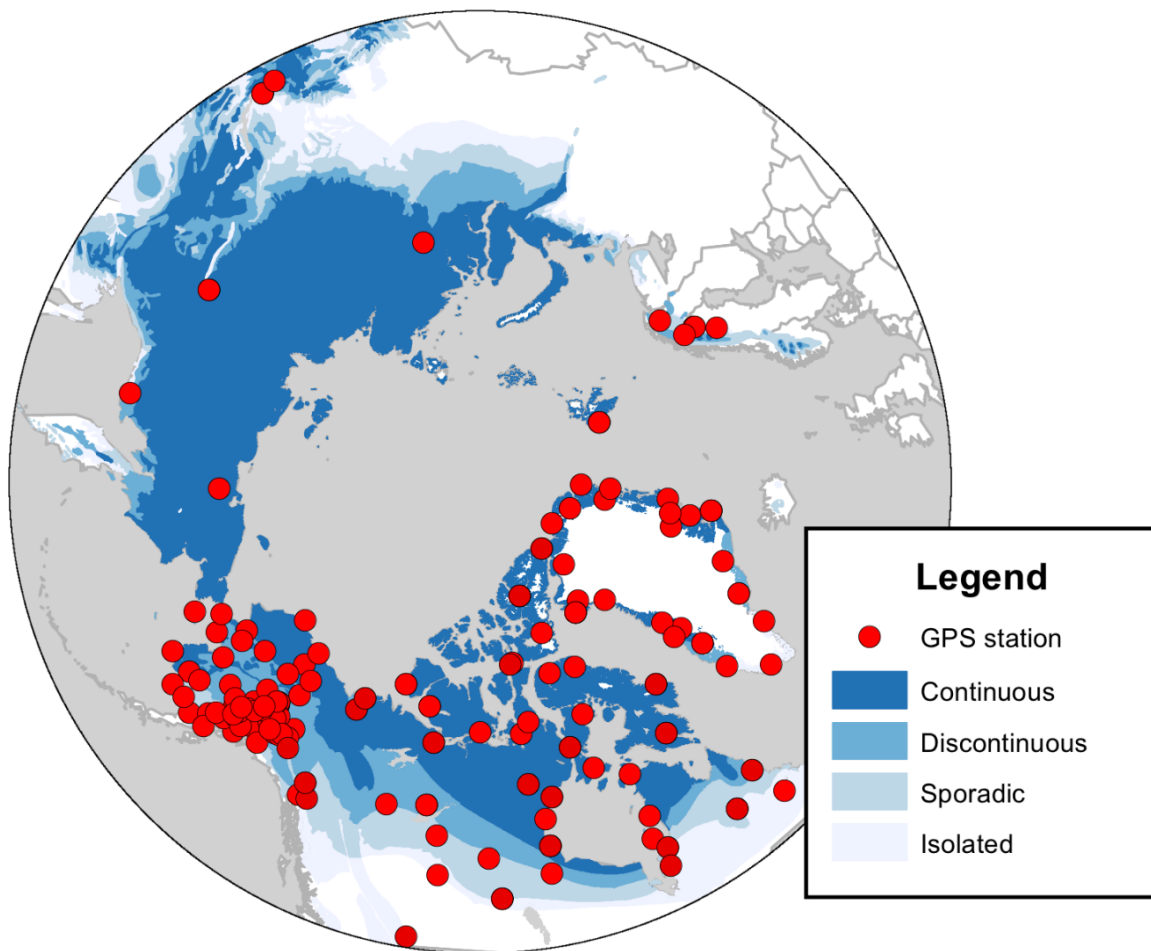 Legend
GPS station
Continuous
Discontinuous
Sporadic
Isolated